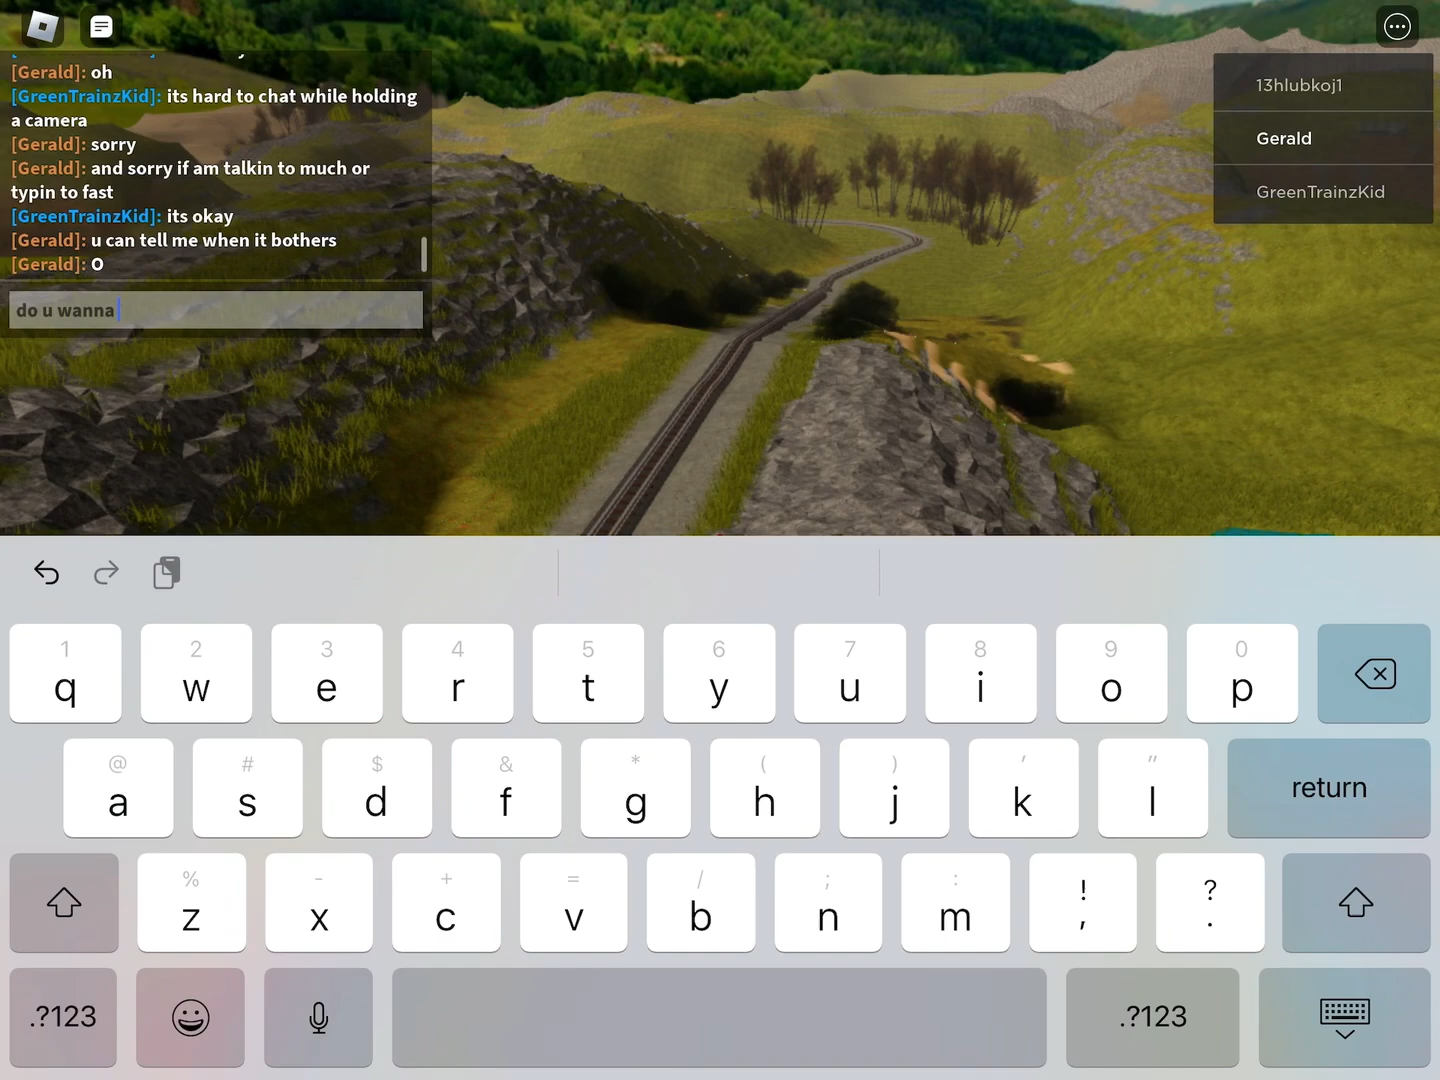 [Gerald]: oh
[GreenTrainzKid]: its hard to chat while holding
a camera
[Gerald]: sorry
[Gerald]: and sorry if am talkin to much or
typin to fast
[GreenTrainzKid]: its okay
[Gerald]: u can tell me when it bothers
[Gerald]: O
do u wanna
13hlubkoj1
Gerald
GreenTrainzKid
1 2 3 4 5 6 7 8 9 0
q w e r t y u i o p
@ # $ & * ( ) ' "
a s d f g h j k l return
% - + = / ; : ! ?
z x c v b n m , .
.?123 .?123